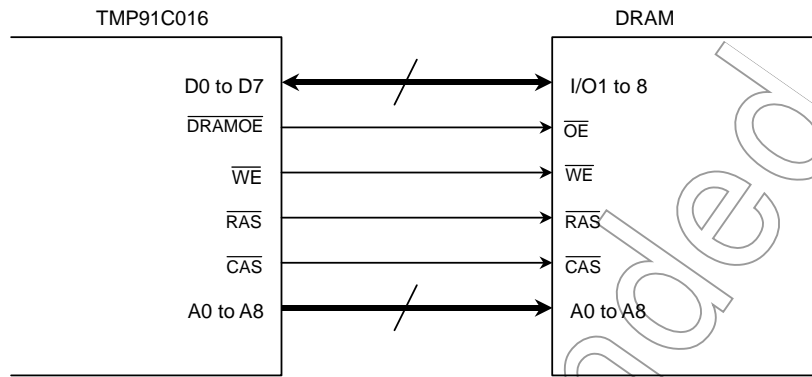 TMP91C016 DRAM
D0 to D7 I/O1 to 8
DRAMOE OE
WE WE
RAS RAS
CAS CAS
A0 to A8 A0 to A8
nded